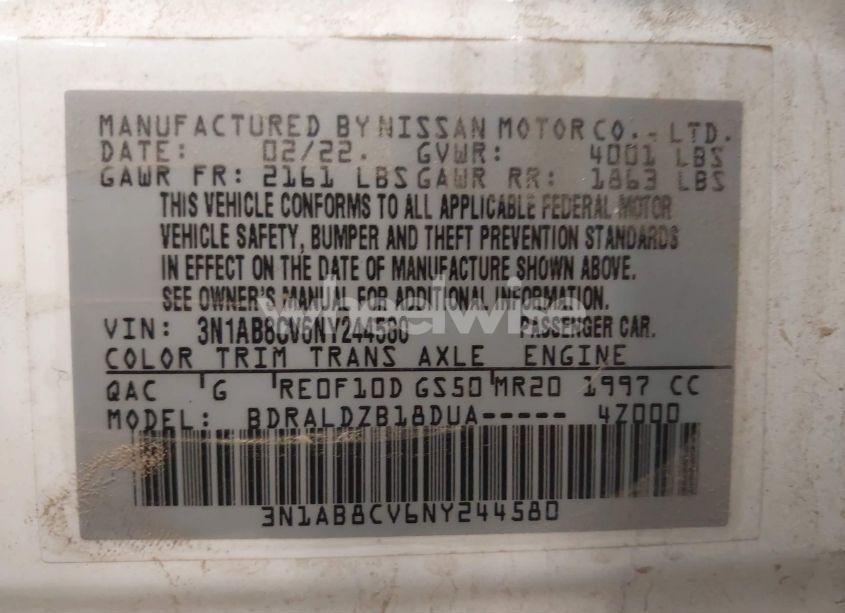 MANUFACTURED BY NISSAN MOTOR CO., LTD.
DATE: 02/22. GVWR: 4001 LBS
GAWR FR: 2161 LBS GAWR RR: 1863 LBS
THIS VEHICLE CONFORMS TO ALL APPLICABLE FEDERAL MOTOR
VEHICLE SAFETY, BUMPER AND THEFT PREVENTION STANDARDS
IN EFFECT ON THE DATE OF MANUFACTURE SHOWN ABOVE.
SEE OWNER'S MANUAL FOR ADDITIONAL INFORMATION.
VIN: 3N1AB8CV6NY244580 PASSENGER CAR.
COLOR TRIM TRANS AXLE ENGINE
QAC G RE0F10D GS50 MR20 1997 CC
MODEL: BDRALDZB18DUA----- 4Z000
3N1AB8CV6NY244580